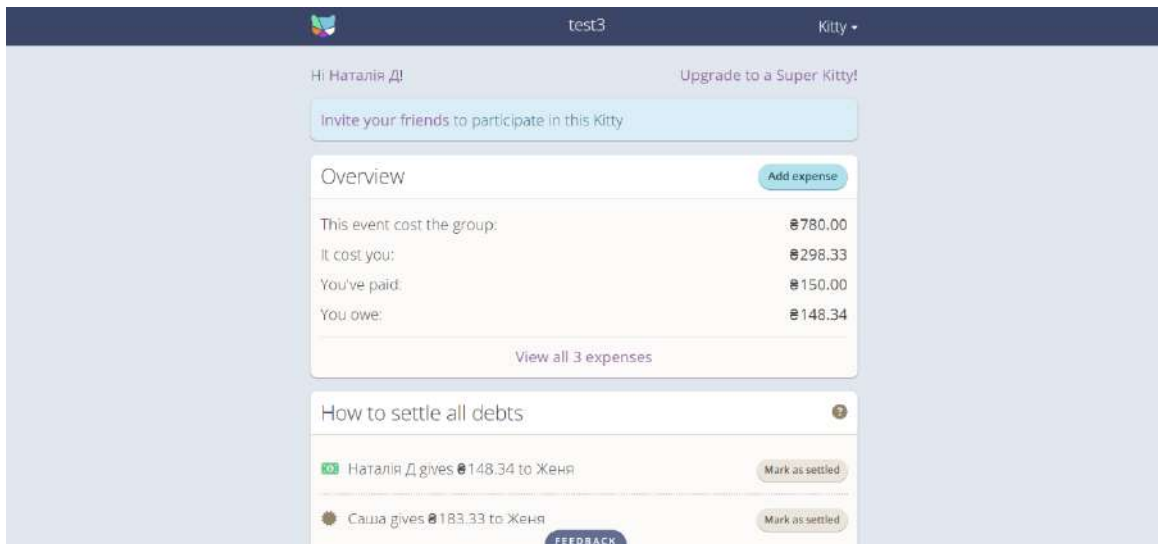 test3 Kitty
Hi Наталія Д! Upgrade to a Super Kitty!
Invite your friends to participate in this Kitty
Overview Add expense
This event cost the group: ₴780.00
It cost you: ₴298.33
You've paid: ₴150.00
You owe: ₴148.34
View all 3 expenses
How to settle all debts ?
Наталія Д gives ₴148.34 to Женя Mark as settled
Саша gives ₴183.33 to Женя Mark as settled
FEEDBACK